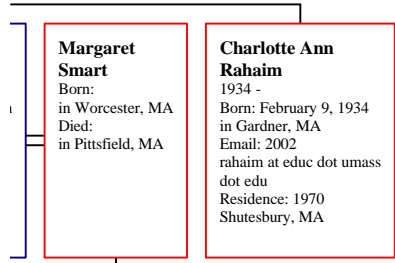 Margaret
Smart
Born:
in Worcester, MA
Died:
in Pittsfield, MA
Charlotte Ann
Rahaim
1934 -
Born: February 9, 1934
in Gardner, MA
Email: 2002
rahaim at educ dot umass
dot edu
Residence: 1970
Shutesbury, MA